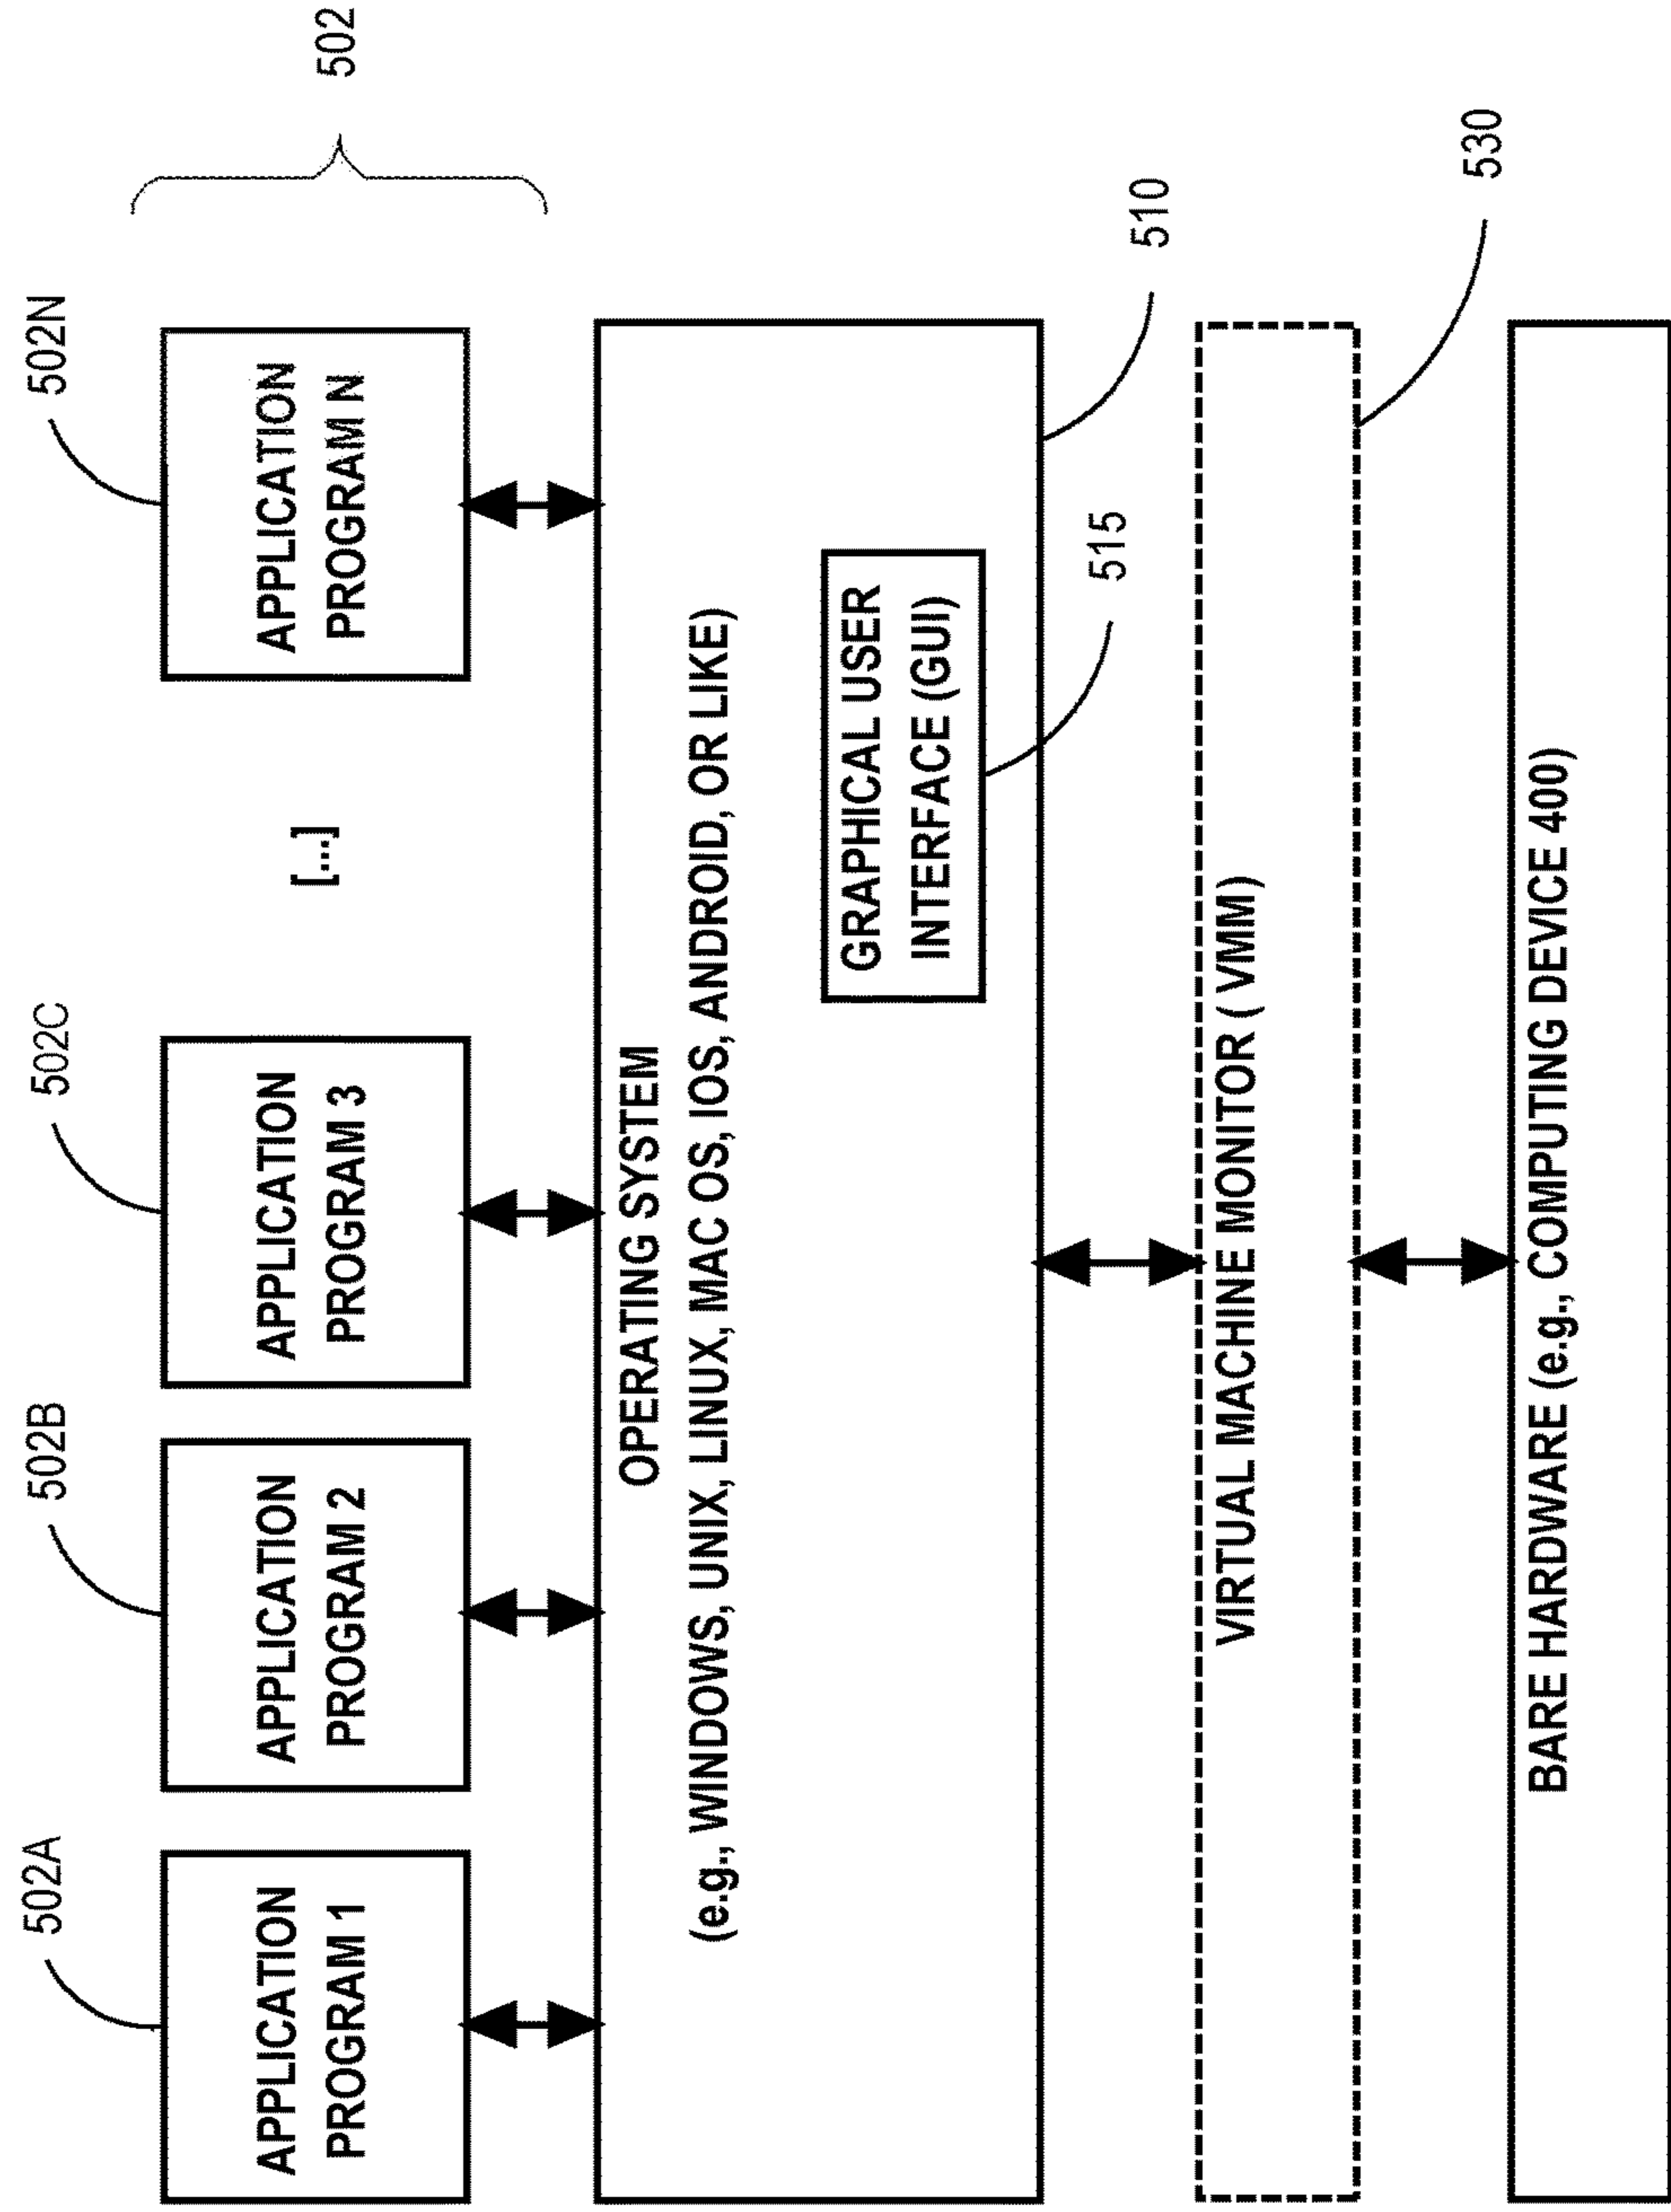 502A
502B
502C
502N
502
APPLICATION
PROGRAM 1
APPLICATION
PROGRAM 2
APPLICATION
PROGRAM 3
[...]
APPLICATION
PROGRAM N
OPERATING SYSTEM
(e.g., WINDOWS, UNIX, LINUX, MAC OS, IOS, ANDROID, OR LIKE)
GRAPHICAL USER
INTERFACE (GUI)
515
510
VIRTUAL MACHINE MONITOR ( VMM)
530
BARE HARDWARE (e.g., COMPUTING DEVICE 400)